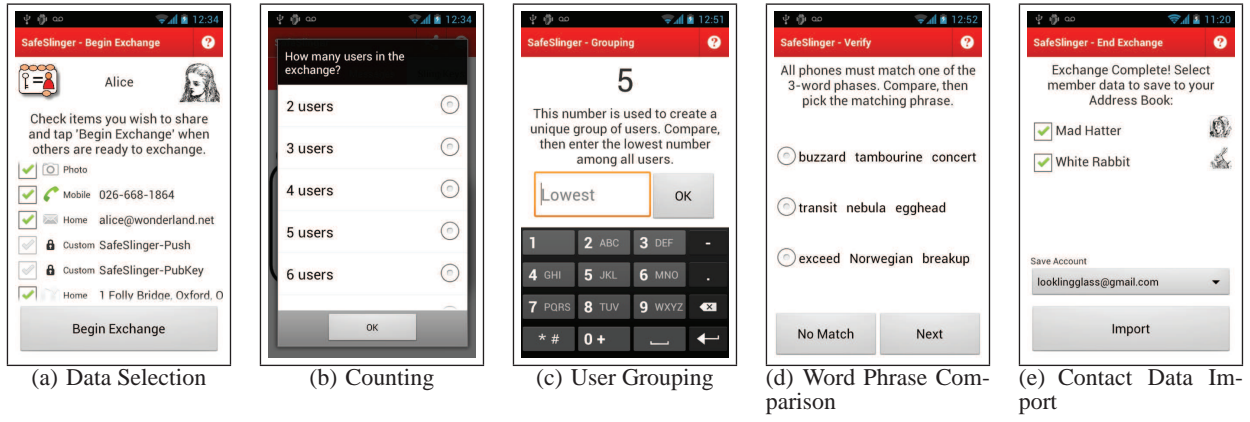 12:34
SafeSlinger - Begin Exchange ?
Alice
Check items you wish to share
and tap 'Begin Exchange' when
others are ready to exchange.
Photo
Mobile 026-668-1864
Home alice@wonderland.net
Custom SafeSlinger-Push
Custom SafeSlinger-PubKey
Home 1 Folly Bridge, Oxford, O
Begin Exchange
(a) Data Selection
12:34
How many users in the
exchange?
2 users
3 users
4 users
5 users
6 users
OK
(b) Counting
12:51
SafeSlinger - Grouping ?
5
This number is used to create a
unique group of users. Compare,
then enter the lowest number
among all users.
Lowest OK
1 2 ABC 3 DEF -
4 GHI 5 JKL 6 MNO .
7 PQRS 8 TUV 9 WXYZ
* # 0 +
(c) User Grouping
12:52
SafeSlinger - Verify ?
All phones must match one of the
3-word phases. Compare, then
pick the matching phrase.
buzzard tambourine concert
transit nebula egghead
exceed Norwegian breakup
No Match Next
(d) Word Phrase Com-
parison
11:20
SafeSlinger - End Exchange ?
Exchange Complete! Select
member data to save to your
Address Book:
Mad Hatter
White Rabbit
Save Account
lookingglass@gmail.com
Import
(e) Contact Data Im-
port